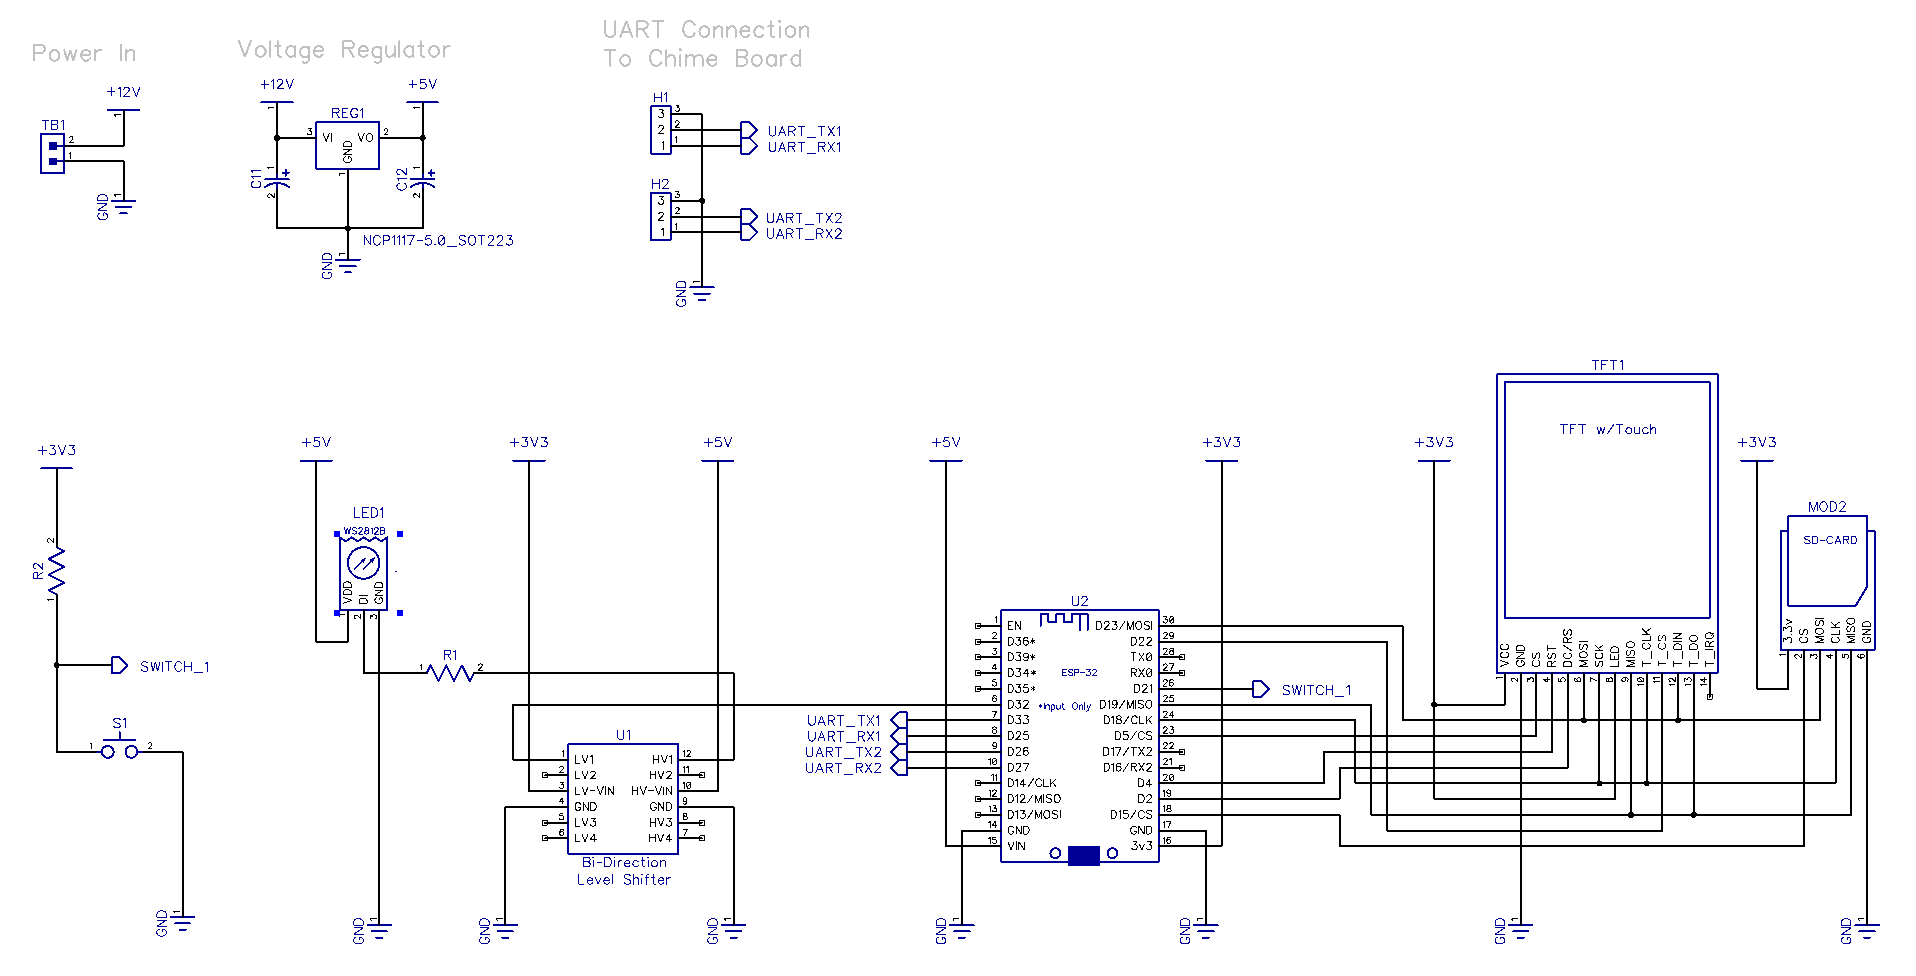 Power In
Voltage Regulator
UART Connection
To Chime Board
+12V
TB1
2
1
1
GND
1
+12V
+5V
1
1
REG1
3
VI
VO
2
GND
1
C11
1
+
2
C12
1
+
2
NCP1117-5.0_SOT223
GND
1
H1
3
3
2
2
1
1
UART_TX1
UART_RX1
H2
3
3
2
2
1
1
UART_TX2
UART_RX2
GND
1
+3V3
R2
2
1
SWITCH_1
S1
1
2
GND
1
+5V
LED1
WS2812B
VDD
DI
GND
1
2
3
R1
1
2
GND
1
+3V3
+5V
U1
1
LV1
HV1
12
2
LV2
HV2
11
3
LV-VIN
HV-VIN
10
4
GND
GND
9
5
LV3
HV3
8
6
LV4
HV4
7
Bi-Direction
Level Shifter
GND
1
GND
1
+5V
+3V3
U2
ESP-32
*Input Only
1
EN
D23/MOSI
30
2
D36*
D22
29
3
D39*
TX0
28
4
D34*
RX0
27
5
D35*
D21
26
6
D32
D19/MISO
25
7
D33
D18/CLK
24
8
D25
D5/CS
23
9
D26
D17/TX2
22
10
D27
D16/RX2
21
11
D14/CLK
D4
20
12
D12/MISO
D2
19
13
D13/MOSI
D15/CS
18
14
GND
GND
17
15
VIN
3v3
16
UART_TX1
UART_RX1
UART_TX2
UART_RX2
SWITCH_1
GND
1
GND
1
+3V3
TFT1
TFT w/Touch
VCC
GND
CS
RST
DC/RS
MOSI
SCK
LED
MISO
T_CLK
T_CS
T_DIN
T_DO
T_IRQ
1
2
3
4
5
6
7
8
9
10
11
12
13
14
GND
1
+3V3
MOD2
SD-CARD
3.3v
CS
MOSI
CLK
MISO
GND
1
2
3
4
5
6
GND
1